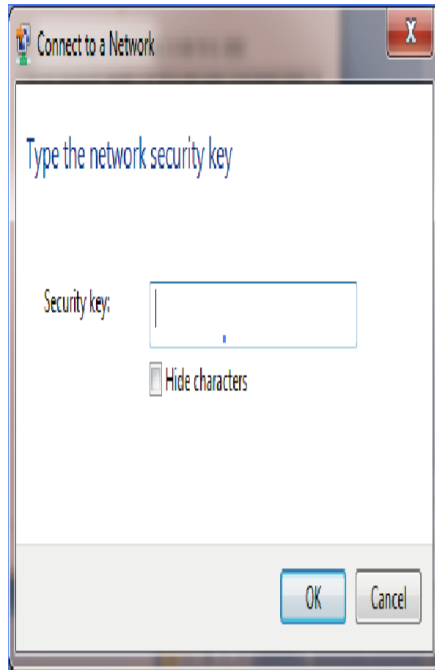 Connect to a Network
X
Type the network security key
Security key:
Hide characters
OK
Cancel